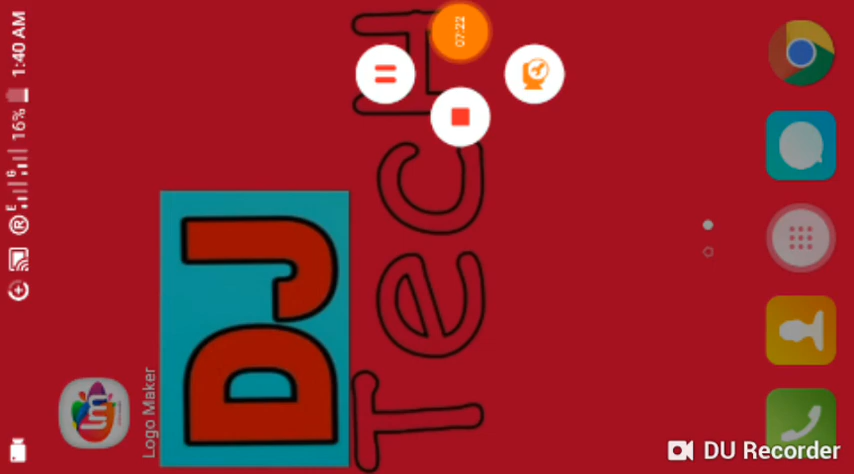 16% 1:40 AM
R E G
Logo Maker
DJ
TecH
07:22
DU Recorder